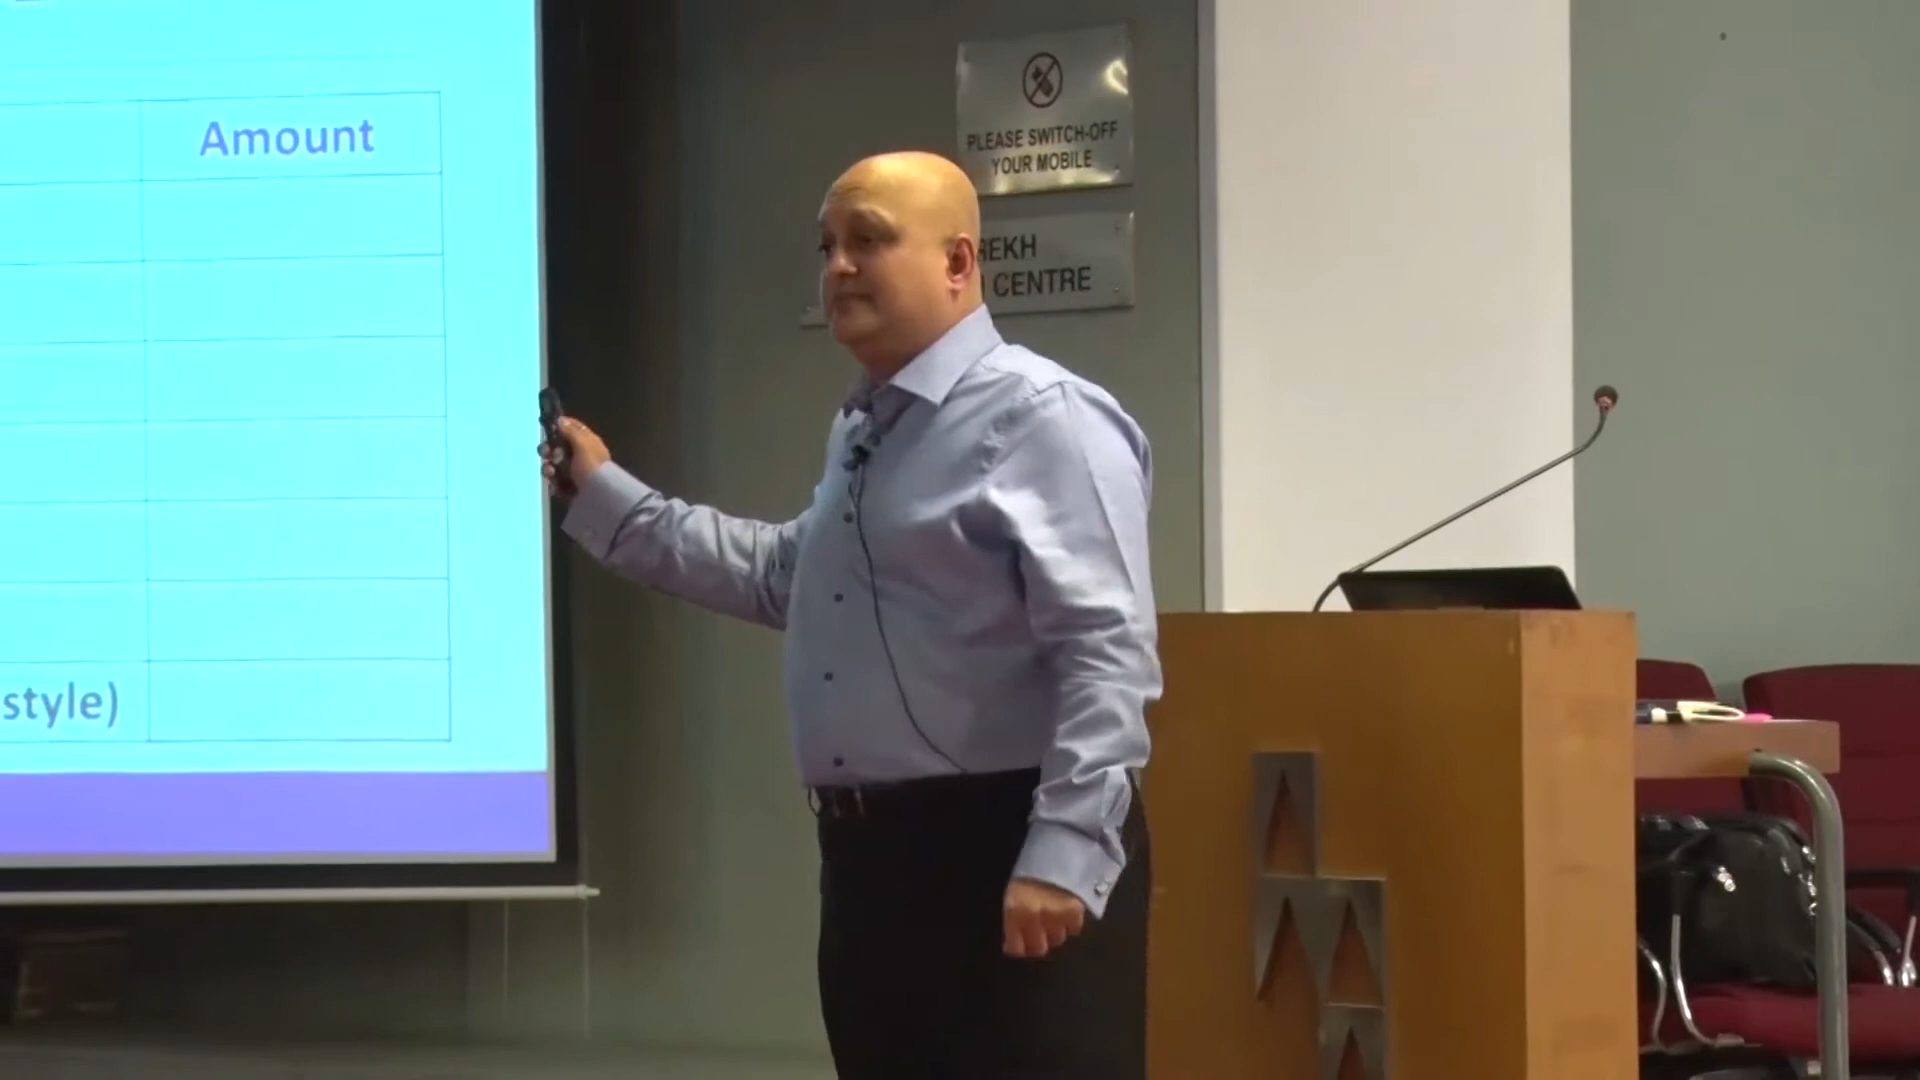 Amount
style)
PLEASE SWITCH-OFF
YOUR MOBILE
REKH
CENTRE